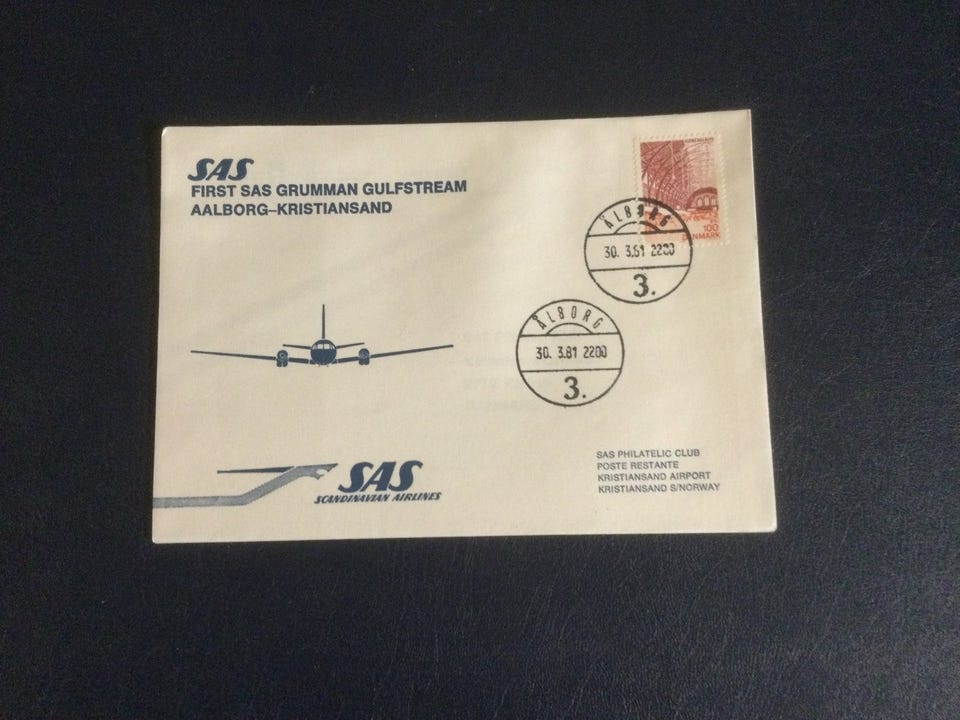 SAS
FIRST SAS GRUMMAN GULFSTREAM
AALBORG–KRISTIANSAND
100
DANMARK
ÅLBORG
30. 3.81 2200
3.
ÅLBORG
30. 3.81 2200
3.
SAS
SCANDINAVIAN AIRLINES
SAS PHILATELIC CLUB
POSTE RESTANTE
KRISTIANSAND AIRPORT
KRISTIANSAND S/NORWAY